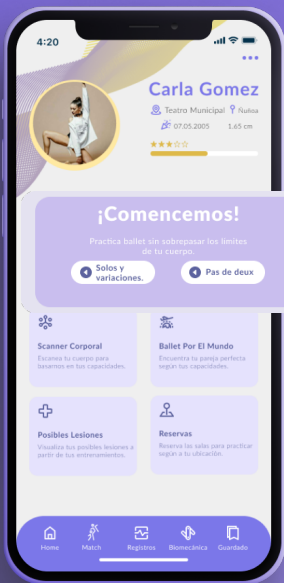 4:20
Carla Gomez
Teatro Municipal Ñuñoa
07.05.2005 1.65 cm
¡Comencemos!
Practica ballet sin sobrepasar los limites
de tu cuerpo.
Solos y
variaciones.
Pas de deux
Scanner Corporal
Escanea tu cuerpo para
basarnos en tus capacidades.
Ballet Por El Mundo
Encuentra tu pareja perfecta
según tus capacidades.
Posibles Lesiones
Visualiza tus posibles lesiones a
partir de tus entrenamientos.
Reservas
Reserva las salas para practicar
según a tu ubicación.
Home Match Registros Biomecánica Guardado